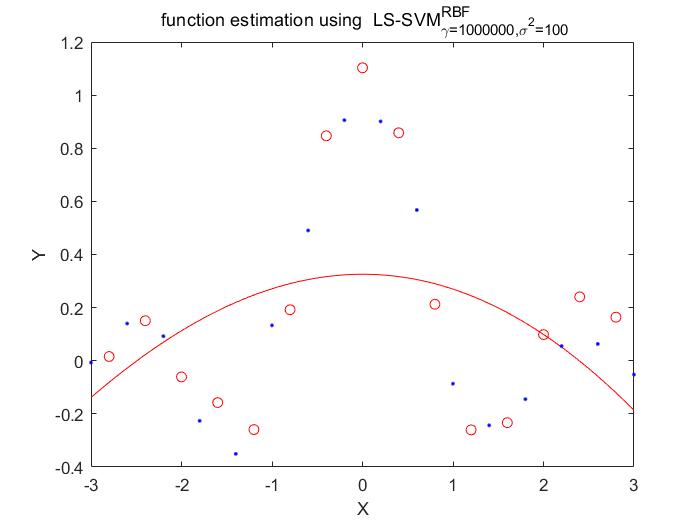 function estimation using LS-SVM^{RBF}_{γ=1000000,σ^2=100}
1.2
1
0.8
0.6
0.4
0.2
0
-0.2
-0.4
Y
-3 -2 -1 0 1 2 3
X